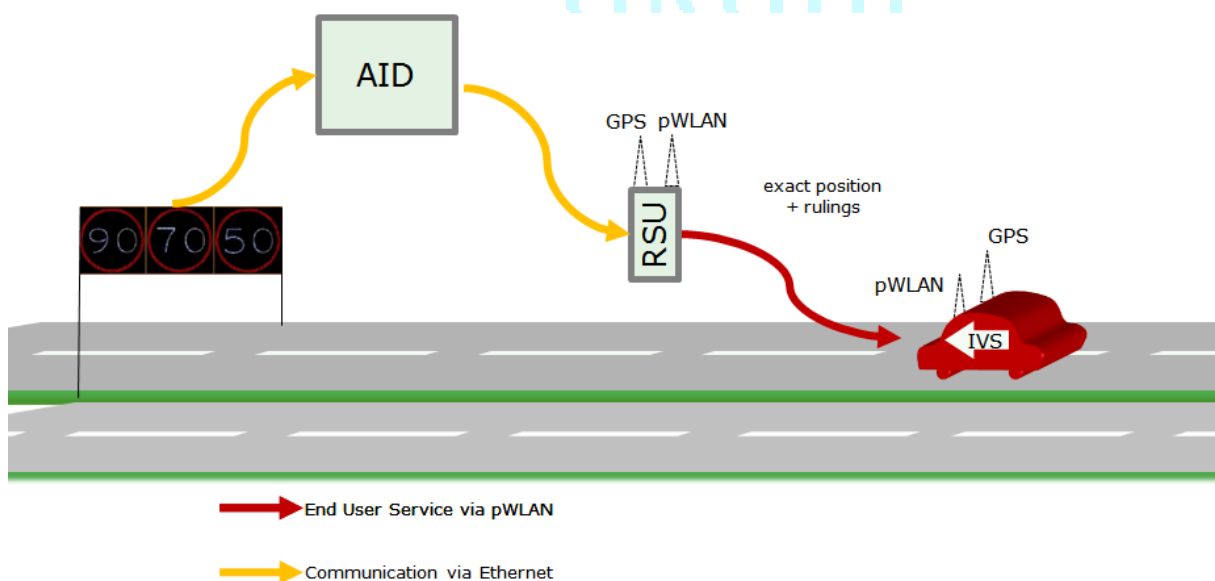 AID
GPS pWLAN
RSU
exact position
+ rulings
90 70 50
GPS
pWLAN
IVS
End User Service via pWLAN
Communication via Ethernet